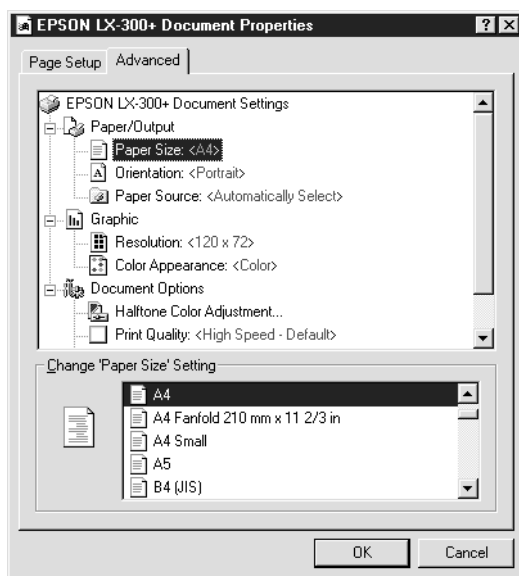 EPSON LX-300+ Document Properties
Page Setup
Advanced
EPSON LX-300+ Document Settings
Paper/Output
Paper Size: <A4>
Orientation: <Portrait>
Paper Source: <Automatically Select>
Graphic
Resolution: <120 x 72>
Color Appearance: <Color>
Document Options
Halftone Color Adjustment...
Print Quality: <High Speed - Default>
Change 'Paper Size' Setting
A4
A4 Fanfold 210 mm x 11 2/3 in
A4 Small
A5
B4 (JIS)
OK
Cancel